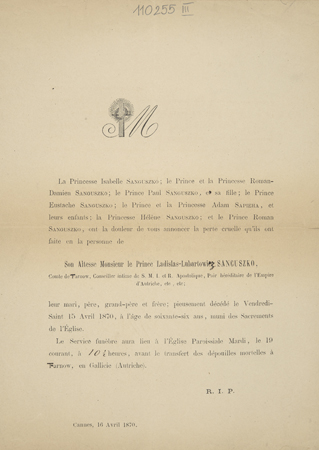 110255 III
M
La Princesse Isabelle SANGUSZKO; le Prince et la Princesse Roman-
Damien SANGUSZKO; le Prince Paul SANGUSZKO, et sa fille; le Prince
Eustache SANGUSZKO; le Prince et la Princesse Adam SAPIEHA, et
leurs enfants; la Princesse Hélène SANGUSZKO; et le Prince Roman
SANGUSZKO, ont la douleur de vous annoncer la perte cruelle qu'ils ont
faite en la personne de
Son Altesse Monsieur le Prince Ladislas-Lubartowicz SANGUSZKO,
Comte de Tarnow, Conseiller intime de S. M. I. et R. Apostolique, Pair héréditaire de l'Empire
d'Autriche, etc., etc.;
leur mari, père, grand-père et frère; pieusement décédé le Vendredi-
Saint 15 Avril 1870, à l'âge de soixante-six ans, muni des Sacrements
de l'Église.
Le Service funèbre aura lieu à l'Église Paroissiale Mardi, le 19
courant, à 10 heures, avant le transfert des dépouilles mortelles à
Tarnow, en Gallicie (Autriche).
R. I. P.
Cannes, 16 Avril 1870.